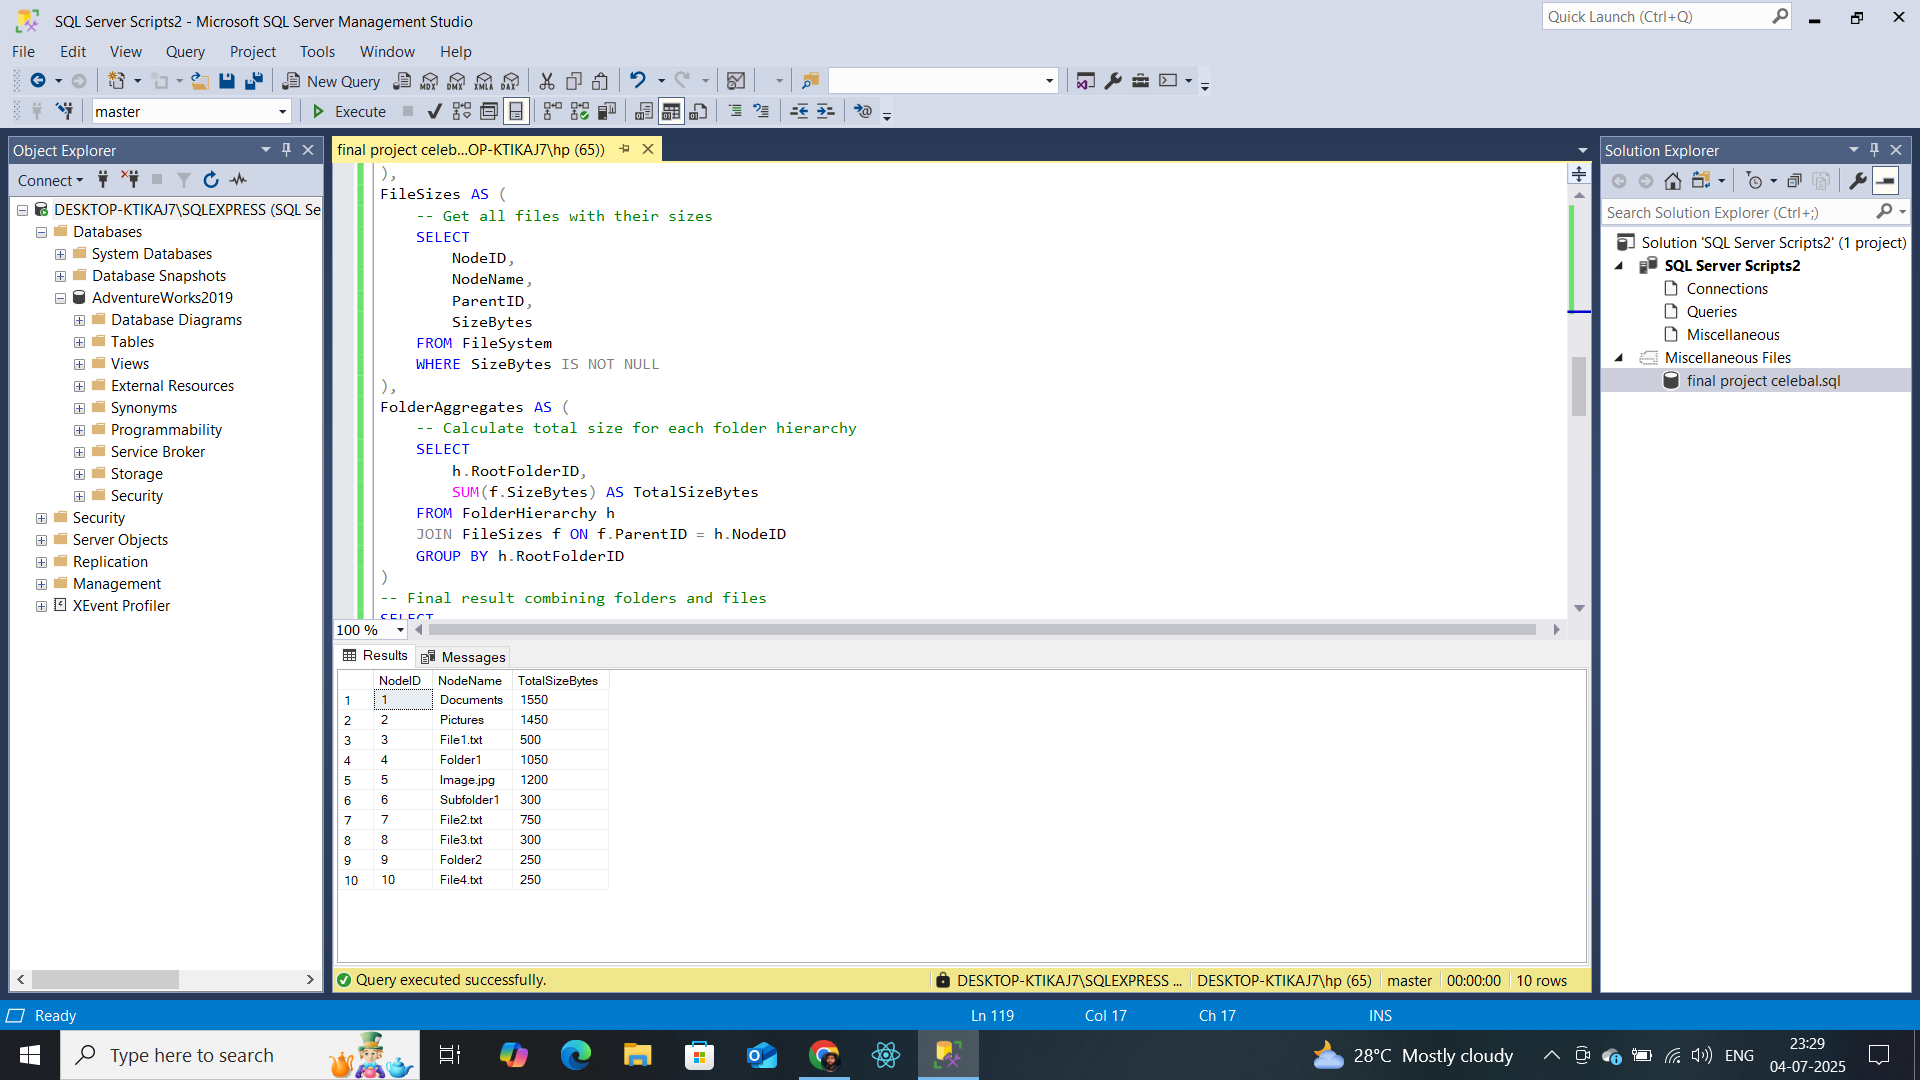 SQL Server Scripts2 - Microsoft SQL Server Management Studio
Quick Launch (Ctrl+Q)
File Edit View Query Project Tools Window Help
New Query MDX DMX XMLA DAX
master Execute
Object Explorer
Connect
DESKTOP-KTIKAJ7\SQLEXPRESS (SQL Se
Databases
System Databases
Database Snapshots
AdventureWorks2019
Database Diagrams
Tables
Views
External Resources
Synonyms
Programmability
Service Broker
Storage
Security
Security
Server Objects
Replication
Management
XEvent Profiler
final project celeb...OP-KTIKAJ7\hp (65))
),
FileSizes AS (
-- Get all files with their sizes
SELECT
NodeID,
NodeName,
ParentID,
SizeBytes
FROM FileSystem
WHERE SizeBytes IS NOT NULL
),
FolderAggregates AS (
-- Calculate total size for each folder hierarchy
SELECT
h.RootFolderID,
SUM(f.SizeBytes) AS TotalSizeBytes
FROM FolderHierarchy h
JOIN FileSizes f ON f.ParentID = h.NodeID
GROUP BY h.RootFolderID
)
-- Final result combining folders and files
SELECT
100 %
Results Messages
NodeID NodeName TotalSizeBytes
1 1 Documents 1550
2 2 Pictures 1450
3 3 File1.txt 500
4 4 Folder1 1050
5 5 Image.jpg 1200
6 6 Subfolder1 300
7 7 File2.txt 750
8 8 File3.txt 300
9 9 Folder2 250
10 10 File4.txt 250
Query executed successfully.
DESKTOP-KTIKAJ7\SQLEXPRESS ... DESKTOP-KTIKAJ7\hp (65) master 00:00:00 10 rows
Solution Explorer
Search Solution Explorer (Ctrl+;)
Solution 'SQL Server Scripts2' (1 project)
SQL Server Scripts2
Connections
Queries
Miscellaneous
Miscellaneous Files
final project celebal.sql
Ready Ln 119 Col 17 Ch 17 INS
Type here to search
28°C Mostly cloudy
ENG
23:29
04-07-2025